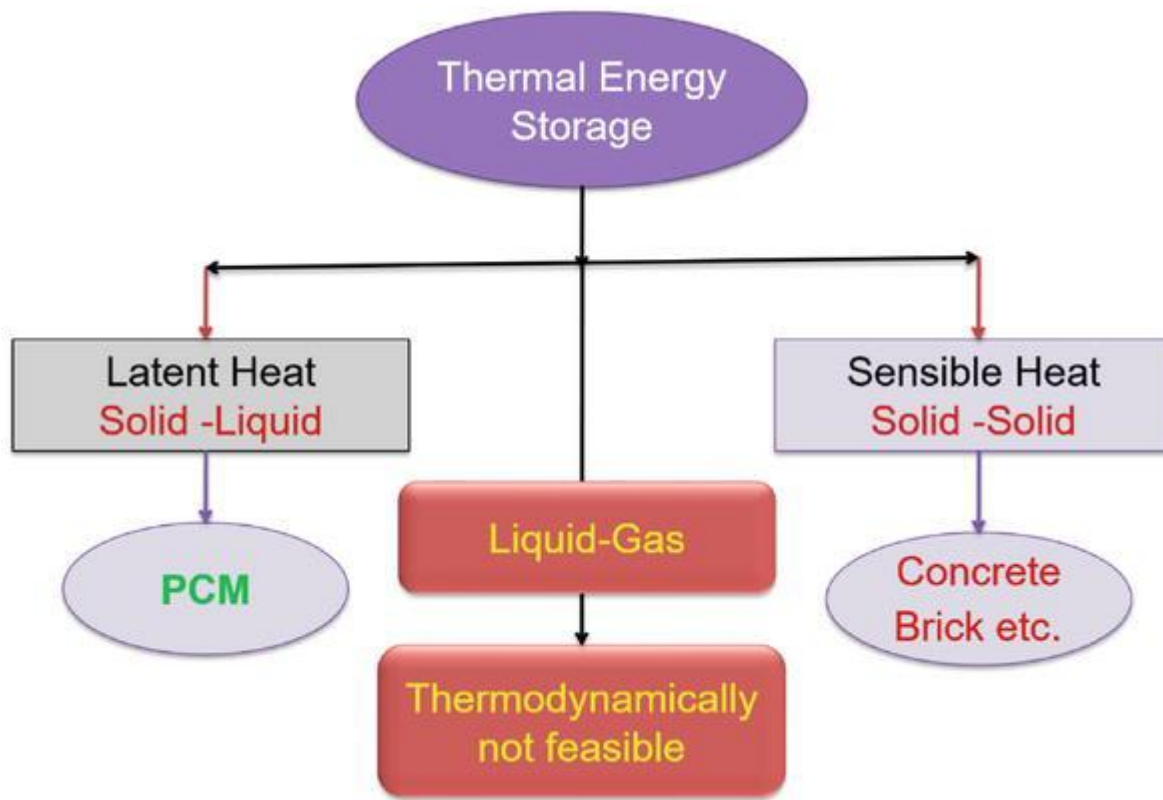 Thermal Energy
Storage
Latent Heat
Solid -Liquid
Sensible Heat
Solid -Solid
Liquid-Gas
PCM
Concrete
Brick etc.
Thermodynamically
not feasible